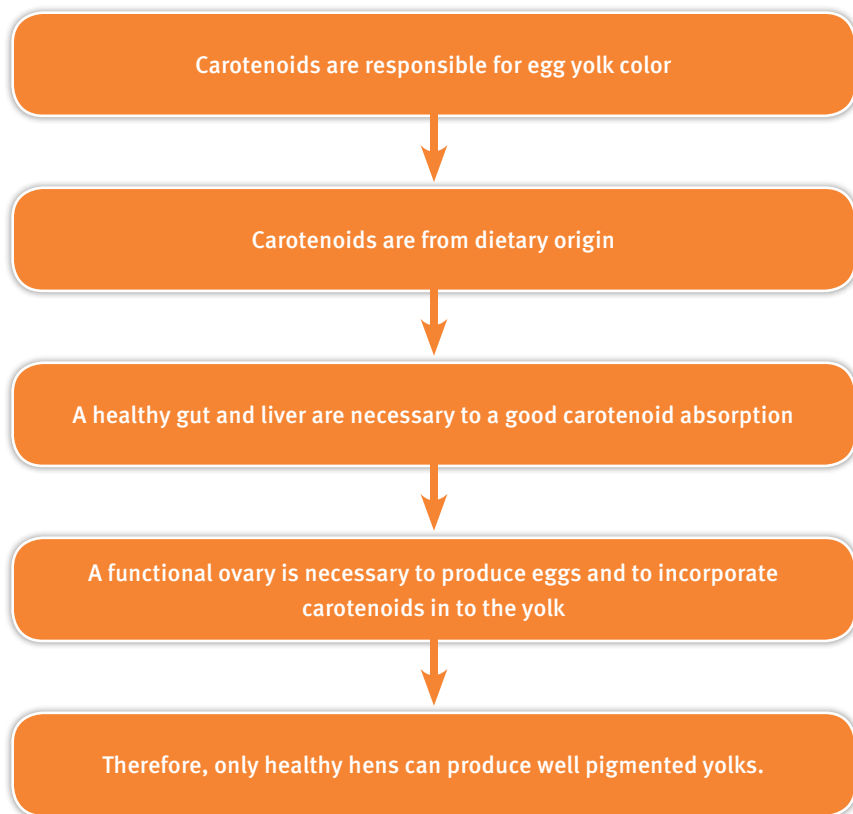 Carotenoids are responsible for egg yolk color
Carotenoids are from dietary origin
A healthy gut and liver are necessary to a good carotenoid absorption
A functional ovary is necessary to produce eggs and to incorporate
carotenoids in to the yolk
Therefore, only healthy hens can produce well pigmented yolks.